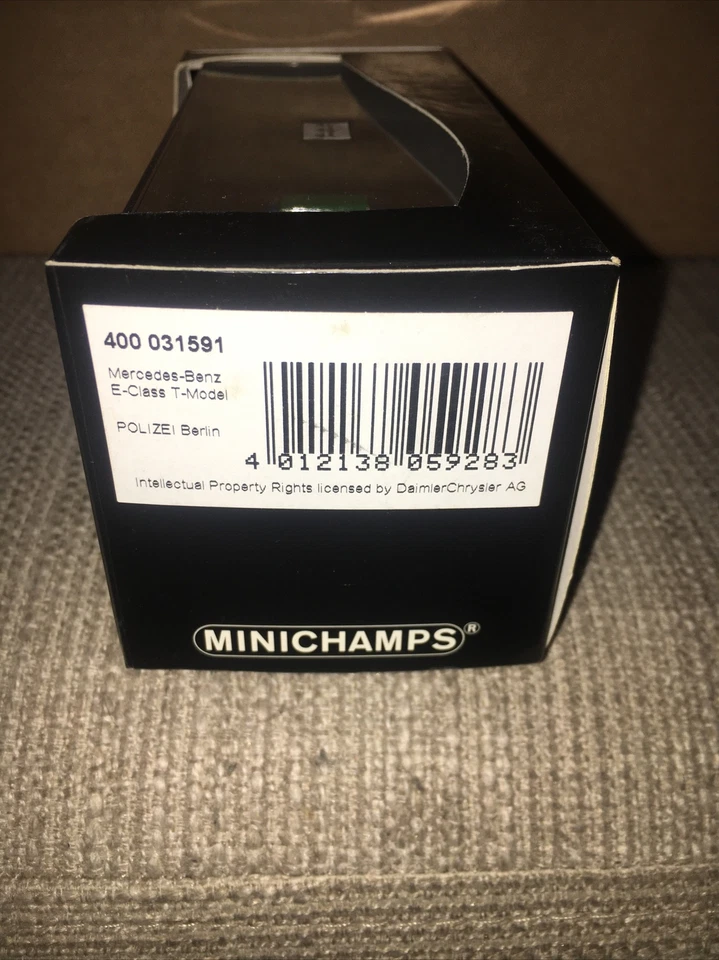 400 031591
Mercedes-Benz
E-Class T-Model
POLIZEI Berlin
4 012138 059283
Intellectual Property Rights licensed by DaimlerChrysler AG
MINICHAMPS®